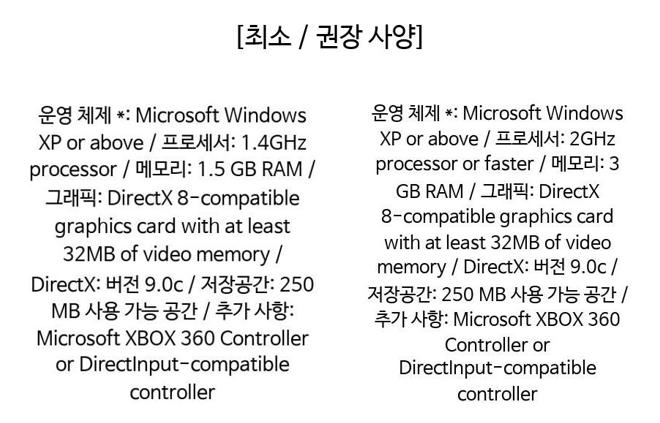 [최소 / 권장 사양]
운영 체제 *: Microsoft Windows
XP or above / 프로세서: 1.4GHz
processor / 메모리: 1.5 GB RAM /
그래픽: DirectX 8-compatible
graphics card with at least
32MB of video memory /
DirectX: 버전 9.0c / 저장공간: 250
MB 사용 가능 공간 / 추가 사항:
Microsoft XBOX 360 Controller
or DirectInput-compatible
controller
운영 체제 *: Microsoft Windows
XP or above / 프로세서: 2GHz
processor or faster / 메모리: 3
GB RAM / 그래픽: DirectX
8-compatible graphics card
with at least 32MB of video
memory / DirectX: 버전 9.0c /
저장공간: 250 MB 사용 가능 공간 /
추가 사항: Microsoft XBOX 360
Controller or
DirectInput-compatible
controller